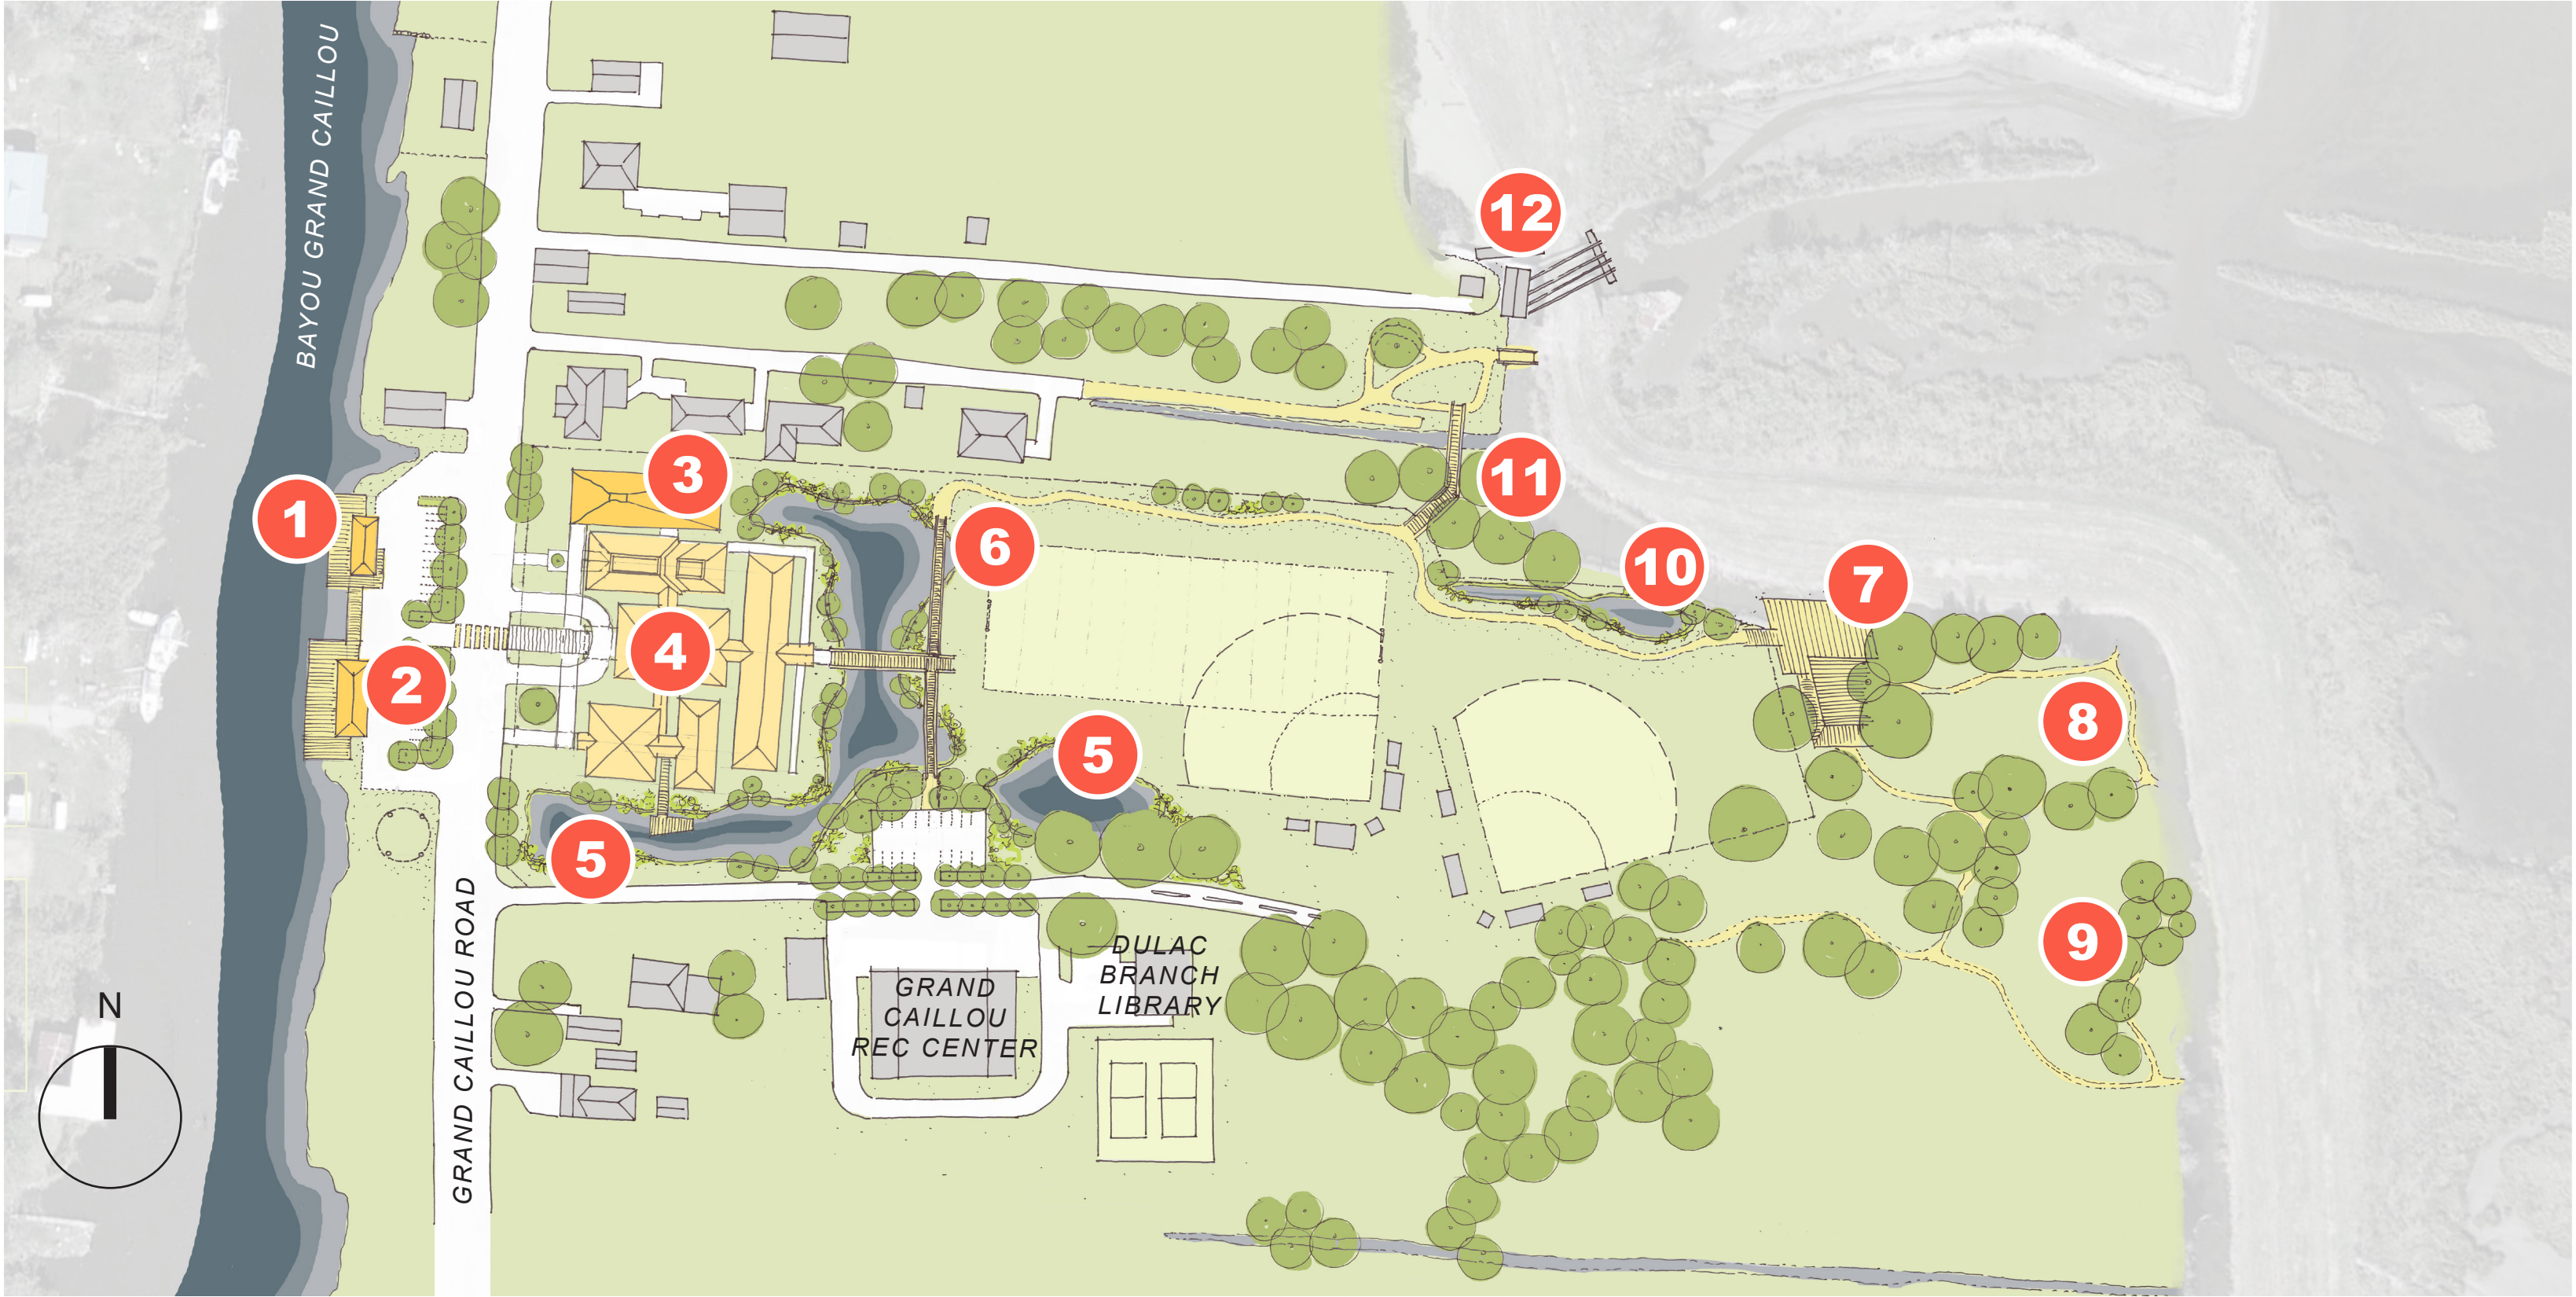 BAYOU GRAND CAILLOU
12
3
11
1
6
10
7
4
2
8
5
5
9
GRAND CAILLOU ROAD
DULAC
BRANCH
LIBRARY
GRAND
CAILLOU
REC CENTER
N